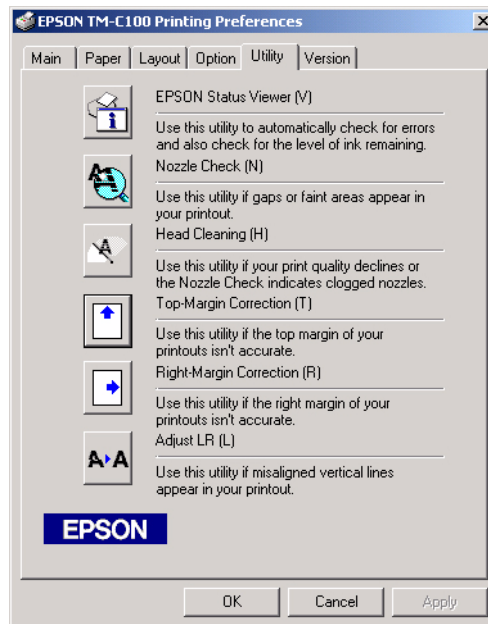 EPSON TM-C100 Printing Preferences
Main Paper Layout Option Utility Version
EPSON Status Viewer (V)
Use this utility to automatically check for errors
and also check for the level of ink remaining.
Nozzle Check (N)
Use this utility if gaps or faint areas appear in
your printout.
Head Cleaning (H)
Use this utility if your print quality declines or
the Nozzle Check indicates clogged nozzles.
Top-Margin Correction (T)
Use this utility if the top margin of your
printouts isn't accurate.
Right-Margin Correction (R)
Use this utility if the right margin of your
printouts isn't accurate.
Adjust LR (L)
A A
Use this utility if misaligned vertical lines
appear in your printout.
EPSON
OK Cancel Apply